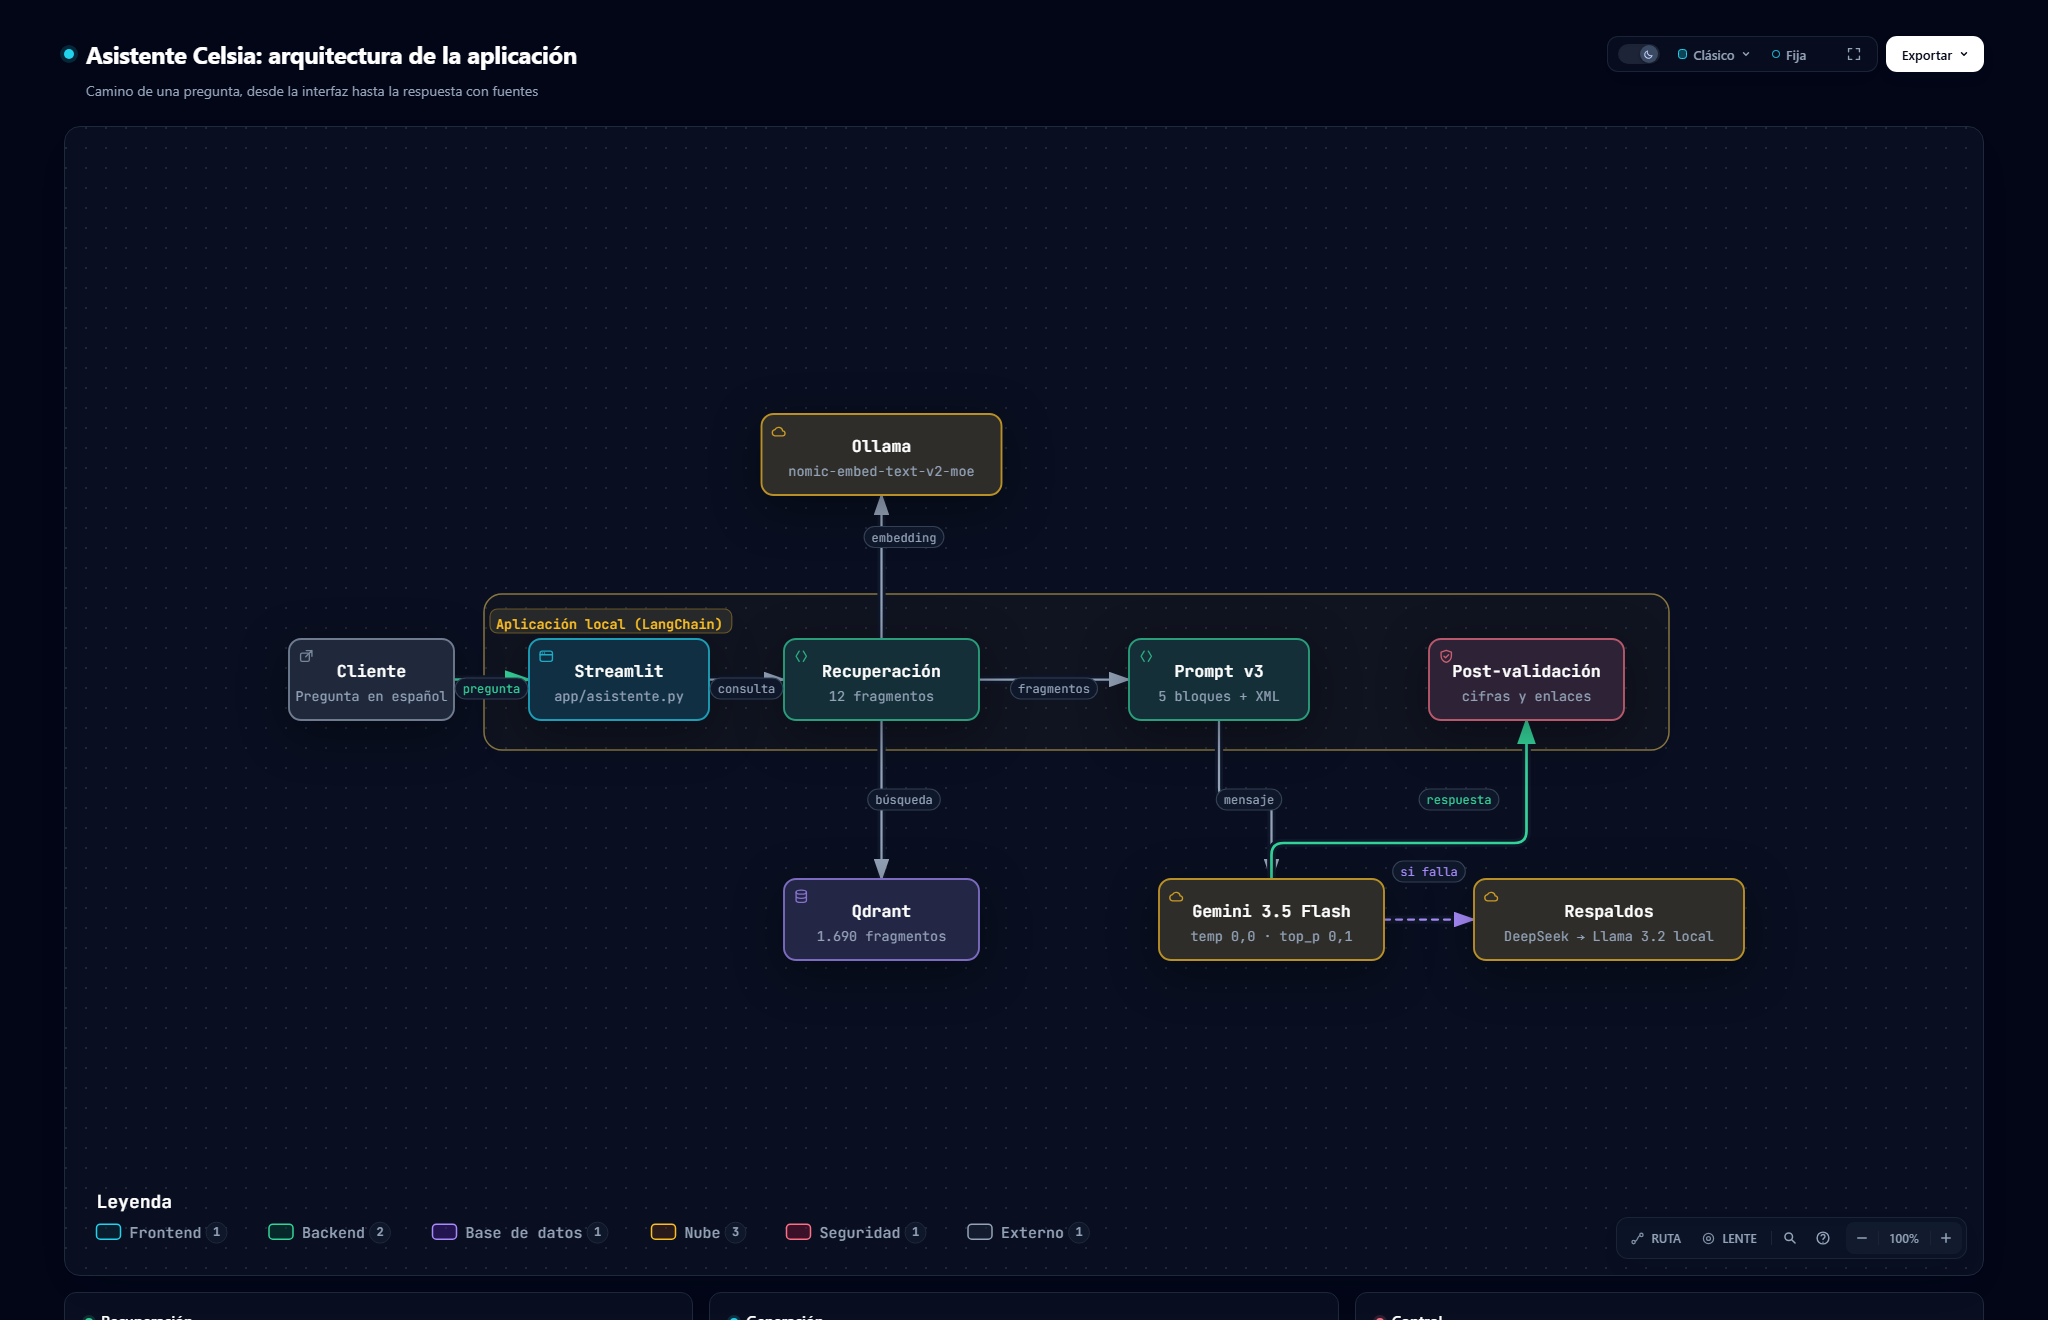 Asistente Celsia: arquitectura de la aplicación
Camino de una pregunta, desde la interfaz hasta la respuesta con fuentes
Clásico
Fija
Exportar
Ollama
nomic-embed-text-v2-moe
embedding
Aplicación local (LangChain)
Cliente
Pregunta en español
pregunta
Streamlit
app/asistente.py
consulta
Recuperación
12 fragmentos
fragmentos
Prompt v3
5 bloques + XML
Post-validación
cifras y enlaces
búsqueda
mensaje
respuesta
si falla
Qdrant
1.690 fragmentos
Gemini 3.5 Flash
temp 0,0 · top_p 0,1
Respaldos
DeepSeek → Llama 3.2 local
Leyenda
Frontend 1
Backend 2
Base de datos 1
Nube 3
Seguridad 1
Externo 1
RUTA
LENTE
100%
Recuperación
Generación
Control